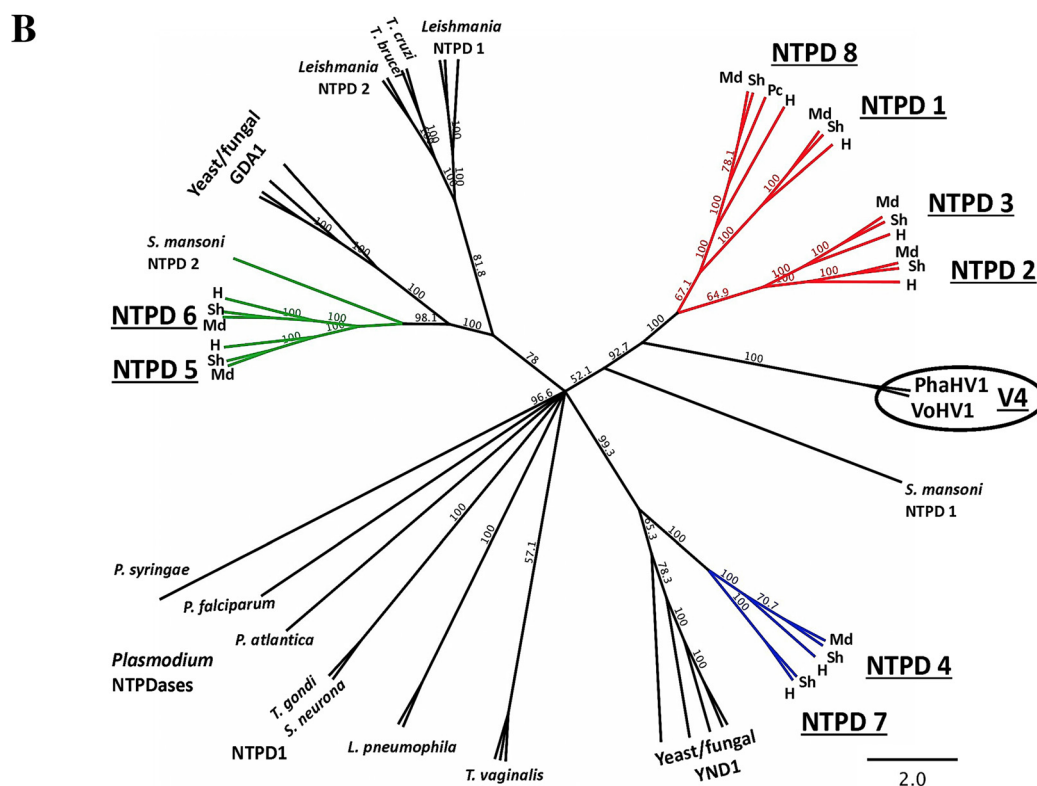 B
T. cruzi
T. brucei
Leishmania
NTPD 1
Leishmania
NTPD 2
100
100
100
100
81.8
Yeast/fungal
GDA1
100
100
100
S. mansoni
NTPD 2
98.1
100
H
Sh
Md
NTPD 6
100
100
H
Sh
Md
NTPD 5
100
100
78
NTPD 8
Md
Sh
Pc
H
78.1
100
100
NTPD 1
Md
Sh
H
100
100
67.1
NTPD 3
Md
Sh
H
100
100
NTPD 2
Md
Sh
H
100
100
64.9
100
92.7
52.1
100
PhaHV1
VoHV1
V4
S. mansoni
NTPD 1
96.6
99.3
P. syringae
P. falciparum
P. atlantica
Plasmodium
NTPDases
100
T. gondi
S. neurona
NTPD1
100
L. pneumophila
57.1
T. vaginalis
65.3
78.3
100
100
Yeast/fungal
YND1
100
100
70.7
100
Md
Sh
H
NTPD 4
Sh
H
NTPD 7
2.0